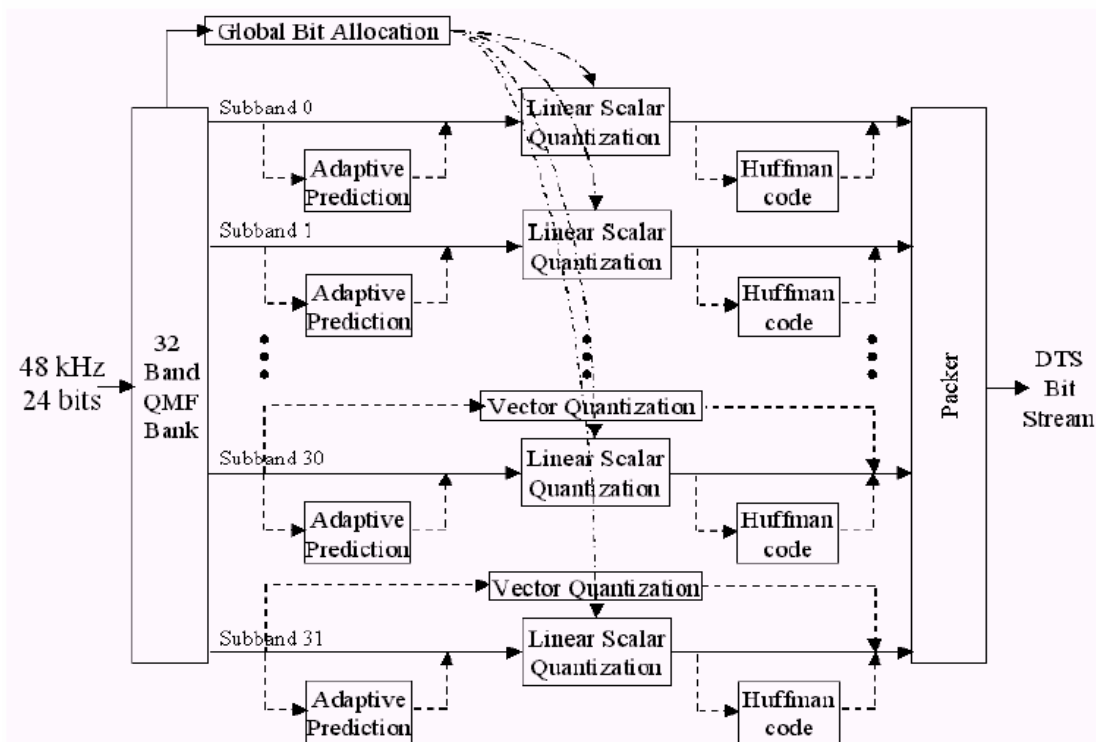 Global Bit Allocation
Subband 0
Linear Scalar
Quantization
Adaptive
Prediction
Huffman
code
Subband 1
Linear Scalar
Quantization
Adaptive
Prediction
Huffman
code
48 kHz
24 bits
32
Band
QMF
Bank
Packer
DTS
Bit
Stream
Vector Quantization
Subband 30
Linear Scalar
Quantization
Adaptive
Prediction
Huffman
code
Vector Quantization
Subband 31
Linear Scalar
Quantization
Adaptive
Prediction
Huffman
code